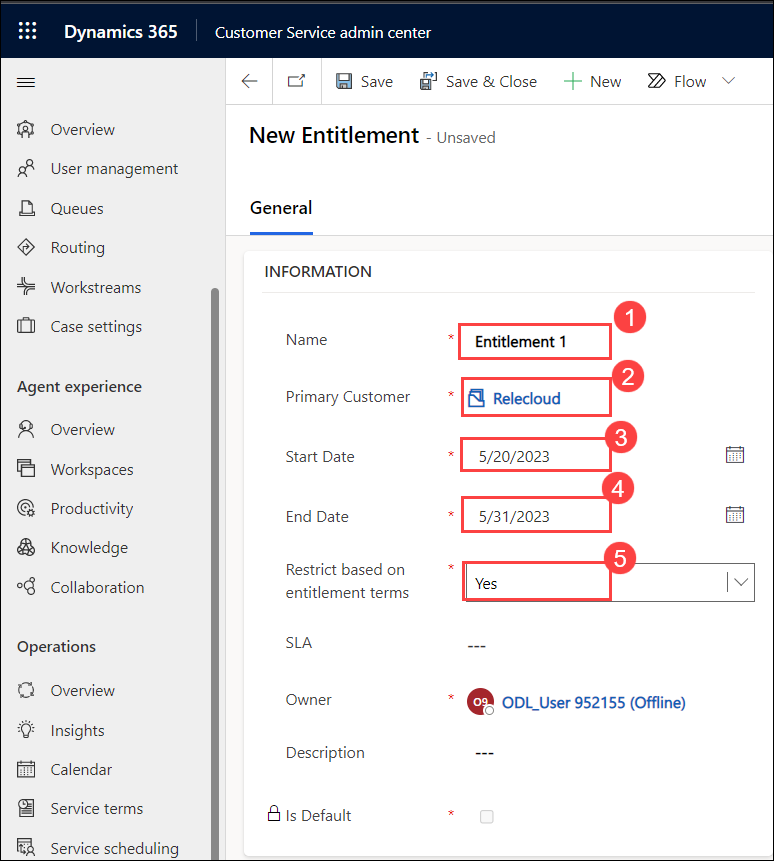 Dynamics 365 Customer Service admin center
Save Save & Close New Flow
New Entitlement - Unsaved
General
Overview
User management
Queues
Routing
Workstreams
Case settings
Agent experience
Overview
Workspaces
Productivity
Knowledge
Collaboration
Operations
Overview
Insights
Calendar
Service terms
Service scheduling
INFORMATION
Name * Entitlement 1 1
Primary Customer * Relecloud 2
Start Date * 5/20/2023 3
End Date * 5/31/2023 4
Restrict based on
entitlement terms * Yes 5
SLA ---
Owner * O9 ODL_User 952155 (Offline)
Description ---
Is Default *